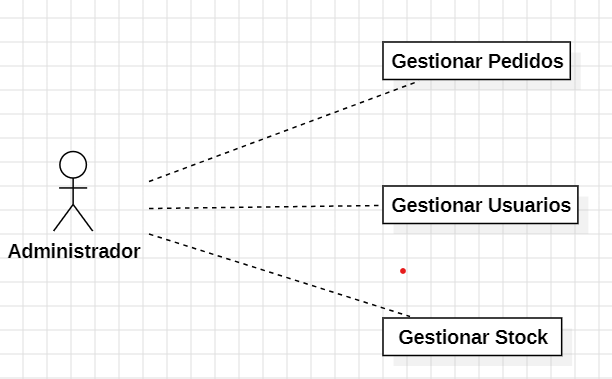 Gestionar Pedidos
Gestionar Usuarios
Administrador
Gestionar Stock